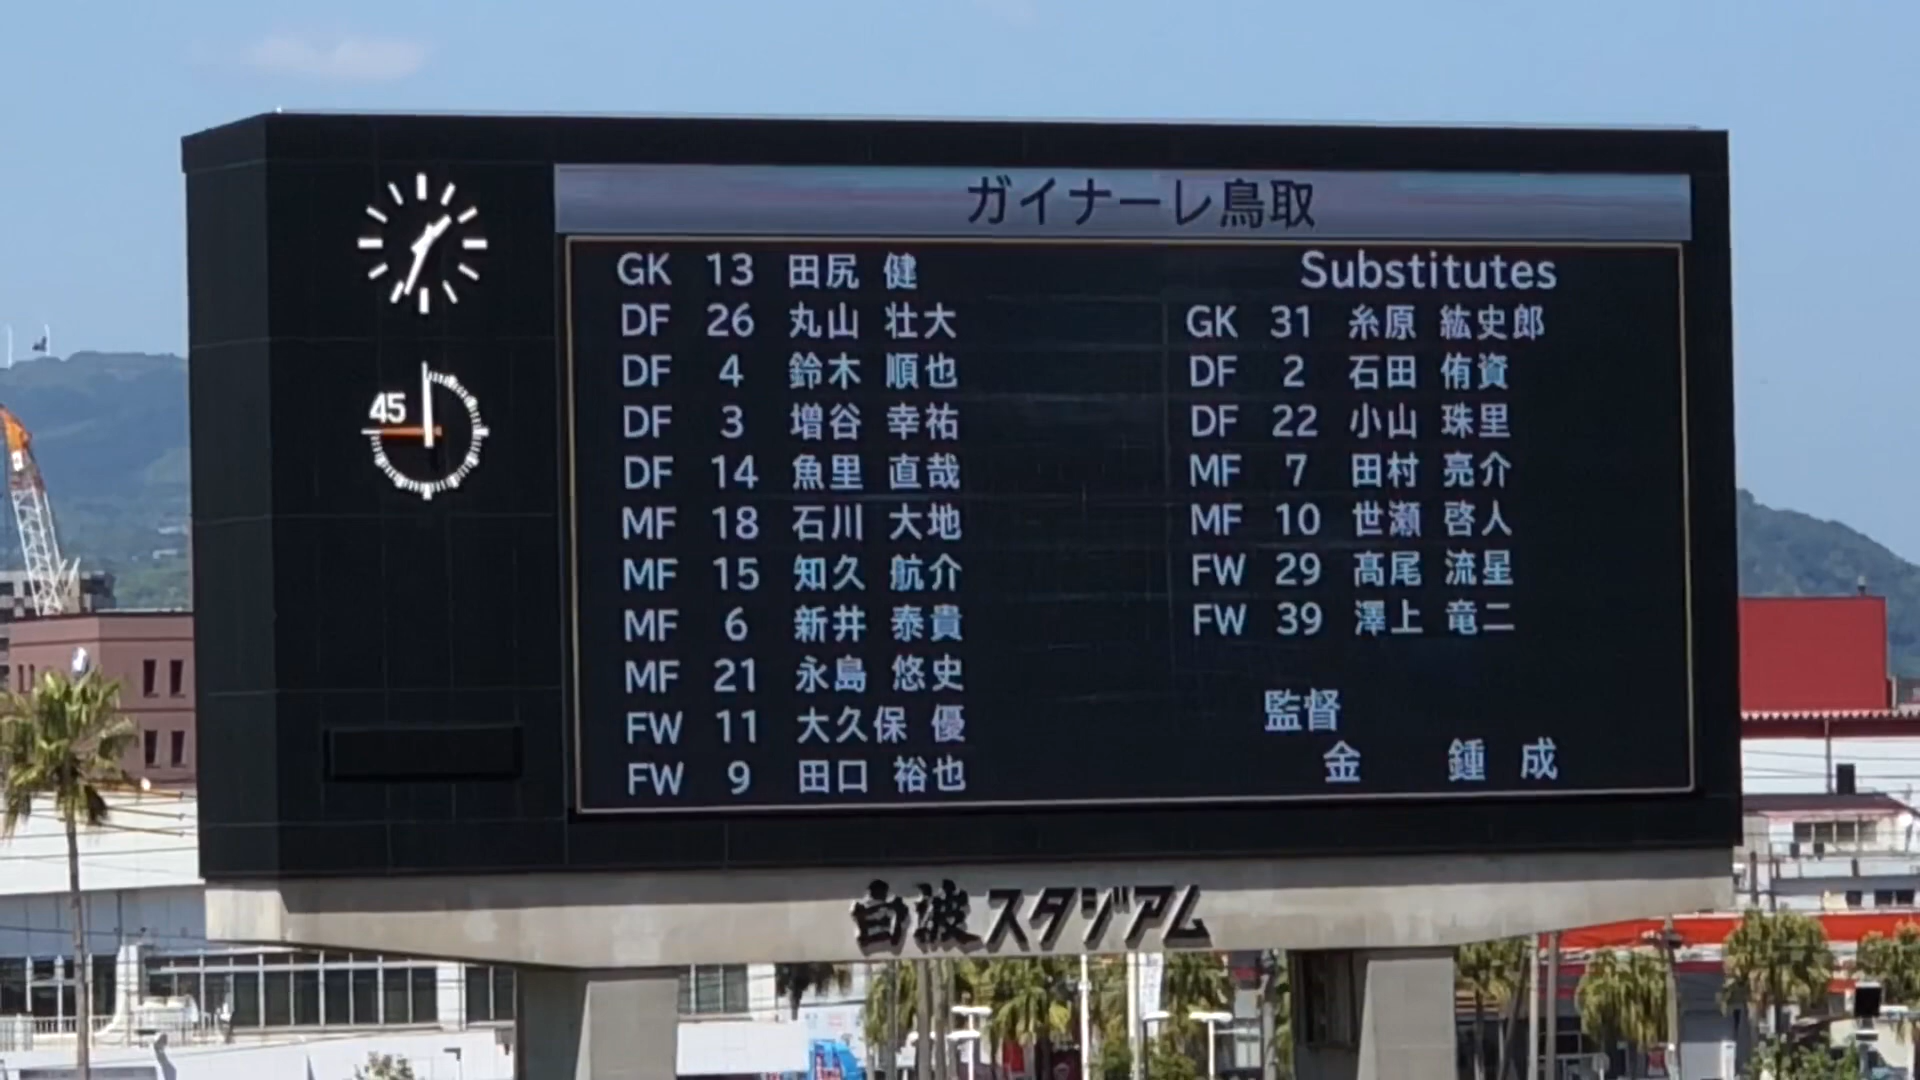 ガイナーレ鳥取
GK 13 田尻 健
DF 26 丸山 壮大
DF 4 鈴木 順也
DF 3 増谷 幸祐
DF 14 魚里 直哉
MF 18 石川 大地
MF 15 知久 航介
MF 6 新井 泰貴
MF 21 永島 悠史
FW 11 大久保 優
FW 9 田口 裕也
Substitutes
GK 31 糸原 紘史郎
DF 2 石田 侑資
DF 22 小山 珠里
MF 7 田村 亮介
MF 10 世瀬 啓人
FW 29 髙尾 流星
FW 39 澤上 竜二
監督
金 鍾 成
45
白波スタジアム